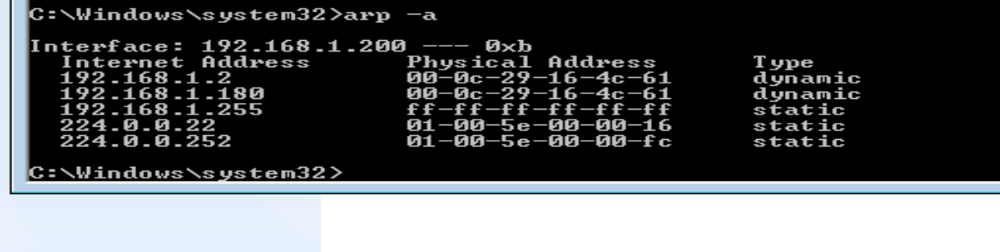 C:\Windows\system32>arp -a
Interface: 192.168.1.200 --- 0xb
Internet Address Physical Address Type
192.168.1.2 00-0c-29-16-4c-61 dynamic
192.168.1.180 00-0c-29-16-4c-61 dynamic
192.168.1.255 ff-ff-ff-ff-ff-ff static
224.0.0.22 01-00-5e-00-00-16 static
224.0.0.252 01-00-5e-00-00-fc static
C:\Windows\system32>